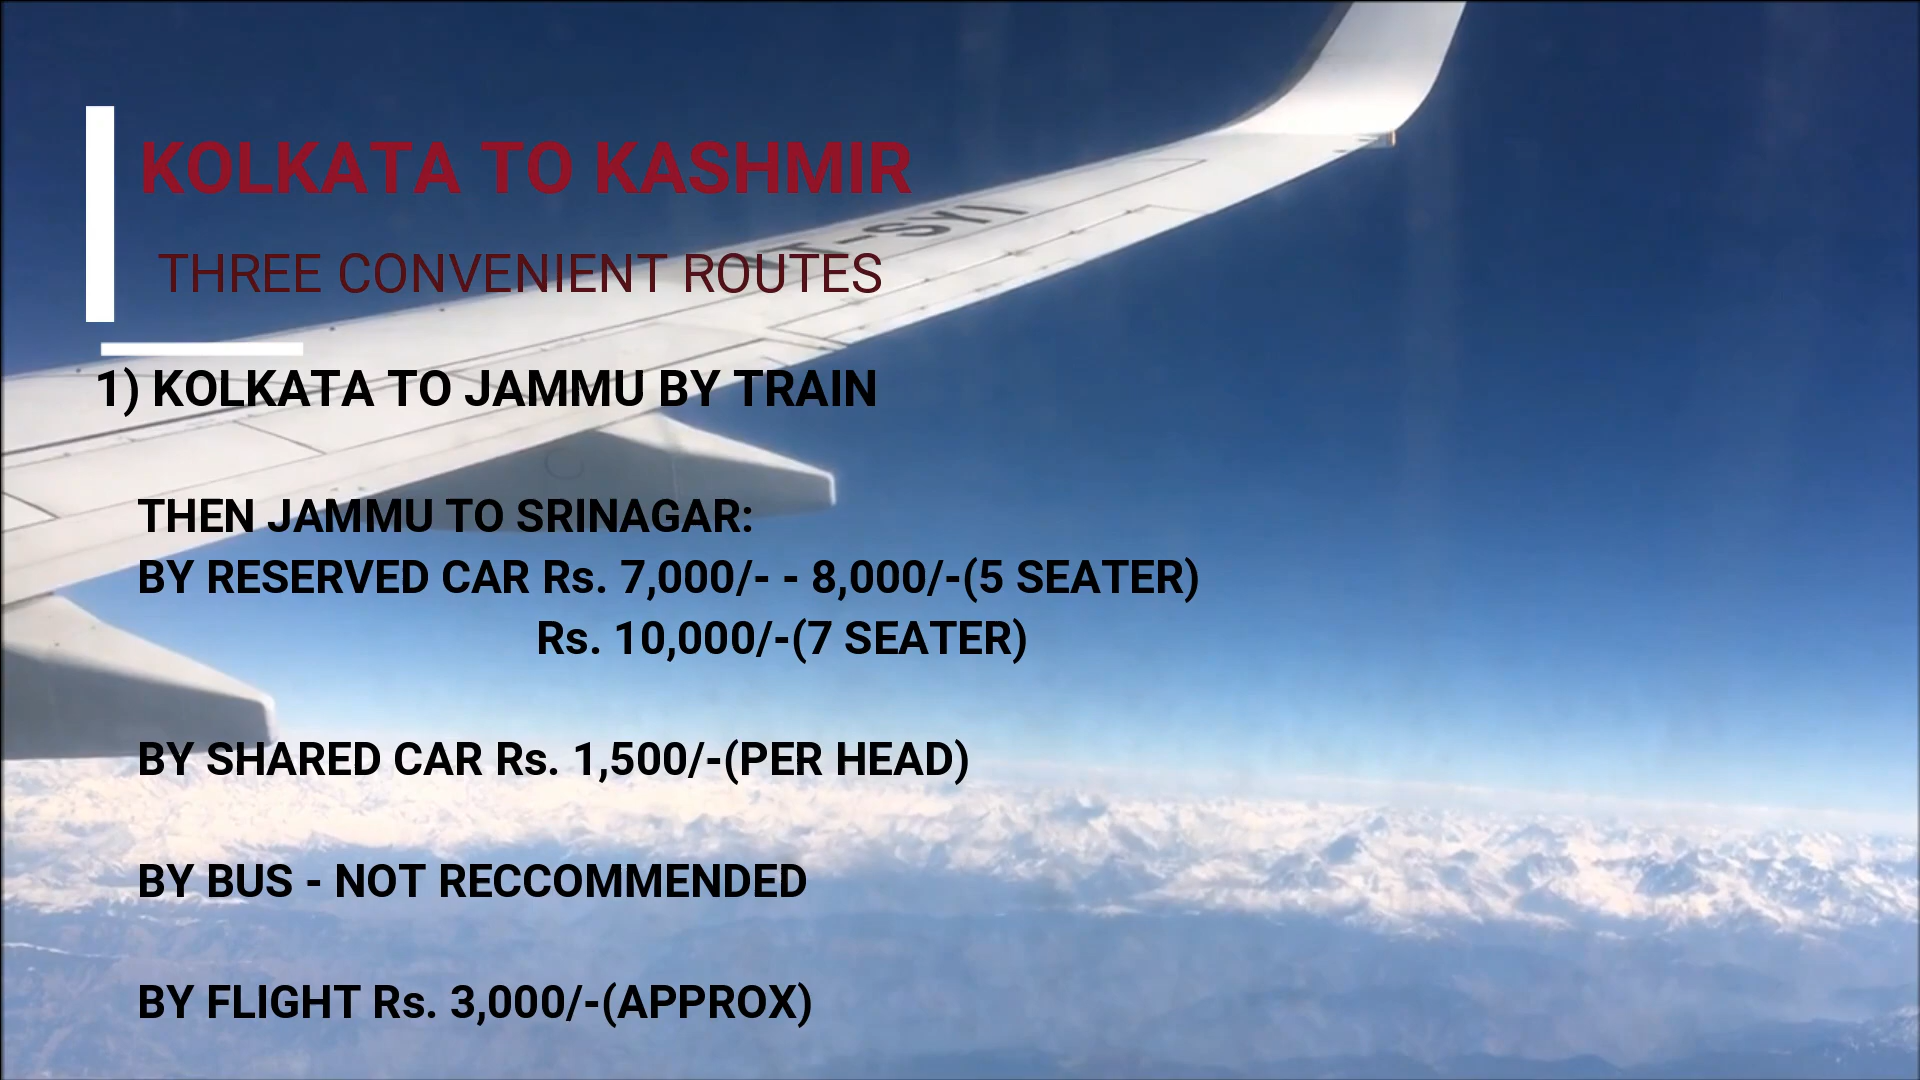 KOLKATA TO KASHMIR
THREE CONVENIENT ROUTES
1) KOLKATA TO JAMMU BY TRAIN
THEN JAMMU TO SRINAGAR:
BY RESERVED CAR Rs. 7,000/- - 8,000/-(5 SEATER)
Rs. 10,000/-(7 SEATER)
BY SHARED CAR Rs. 1,500/-(PER HEAD)
BY BUS - NOT RECCOMMENDED
BY FLIGHT Rs. 3,000/-(APPROX)